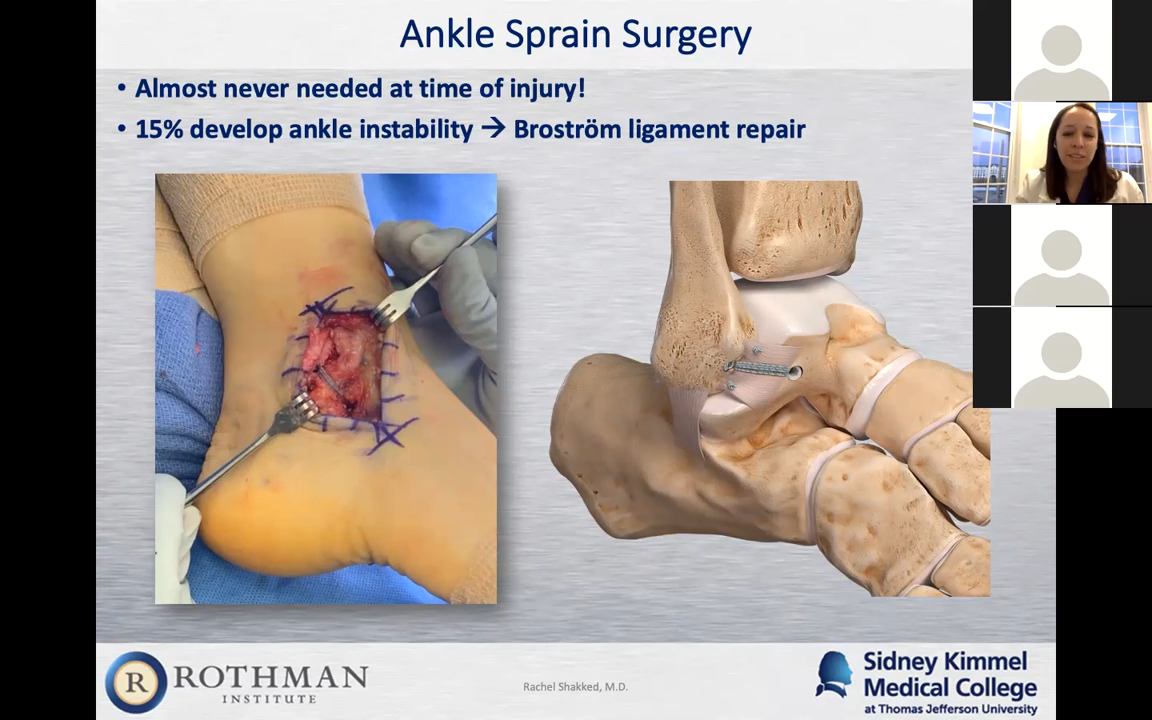 Ankle Sprain Surgery
• Almost never needed at time of injury!
• 15% develop ankle instability → Broström ligament repair
R ROTHMAN
INSTITUTE
Rachel Shakked, M.D.
Sidney Kimmel
Medical College
at Thomas Jefferson University